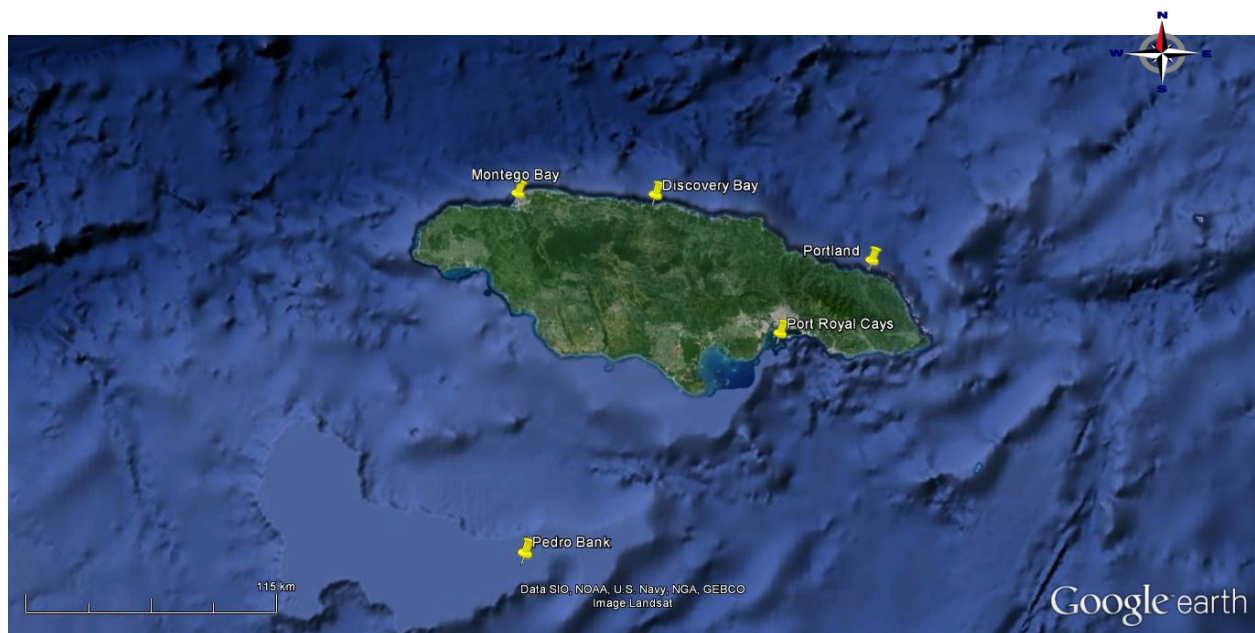 N
W E
S
Montego Bay
Discovery Bay
Portland
Port Royal Cays
Pedro Bank
115 km
Data SIO, NOAA, U.S. Navy, NGA, GEBCO
Image Landsat
Google earth